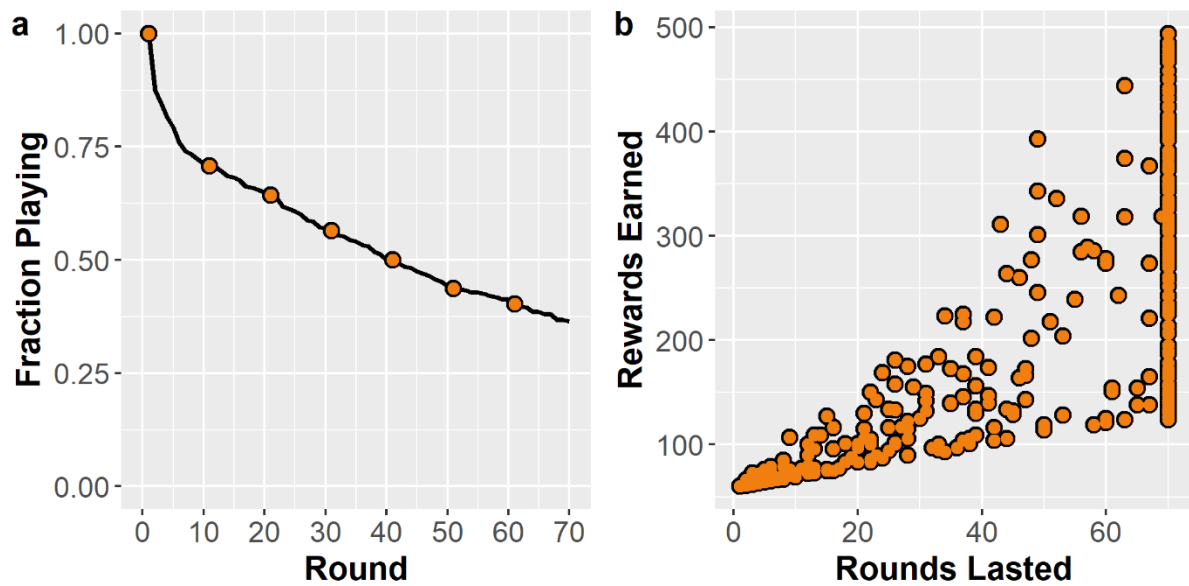 a
1.00
0.75
0.50
0.25
0.00
Fraction Playing
0 10 20 30 40 50 60 70
Round
b
500
400
300
200
100
Rewards Earned
0 20 40 60
Rounds Lasted